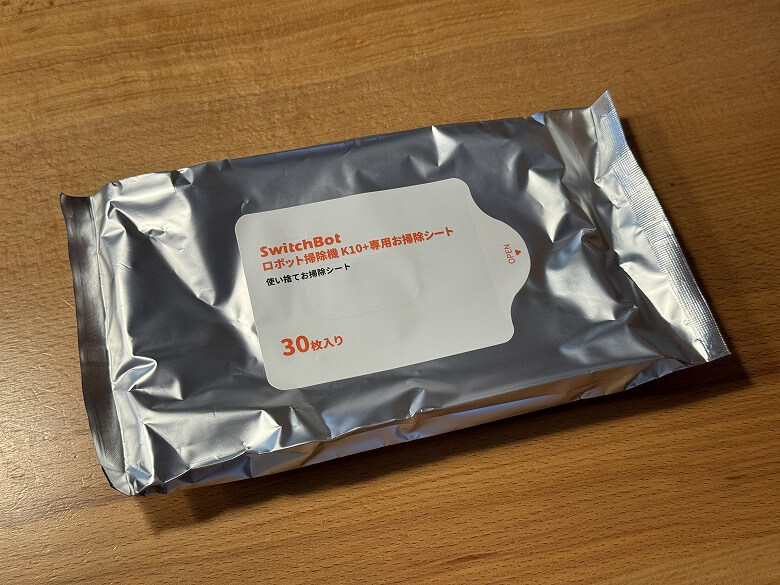 SwitchBot
ロボット掃除機 K10+専用お掃除シート
使い捨てお掃除シート
30枚入り
OPEN